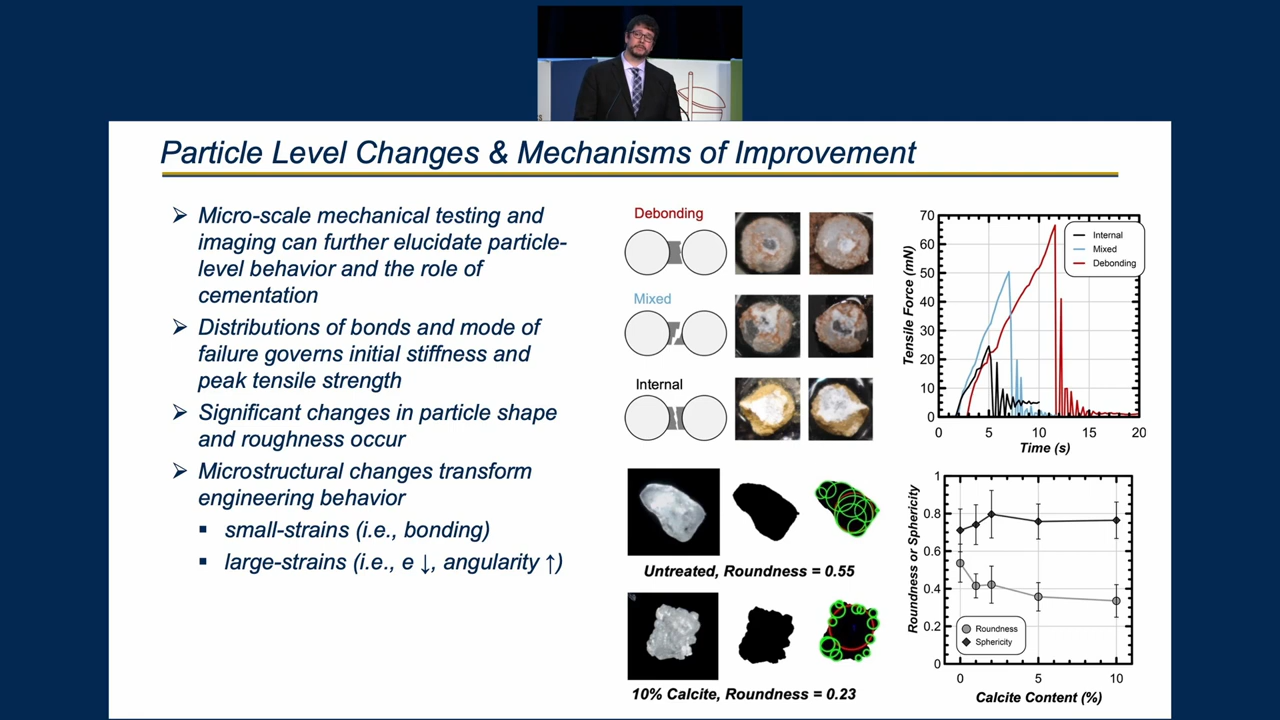 Particle Level Changes & Mechanisms of Improvement
➢ Micro-scale mechanical testing and
imaging can further elucidate particle-
level behavior and the role of
cementation
➢ Distributions of bonds and mode of
failure governs initial stiffness and
peak tensile strength
➢ Significant changes in particle shape
and roughness occur
➢ Microstructural changes transform
engineering behavior
▪ small-strains (i.e., bonding)
▪ large-strains (i.e., e ↓, angularity ↑)
Debonding
Mixed
Internal
Untreated, Roundness = 0.55
10% Calcite, Roundness = 0.23
70
60
50
40
30
20
10
0
Tensile Force (mN)
Internal
Mixed
Debonding
0 5 10 15 20
Time (s)
1
0.8
0.6
0.4
0.2
0
Roundness or Sphericity
Roundness
Sphericity
0 5 10
Calcite Content (%)